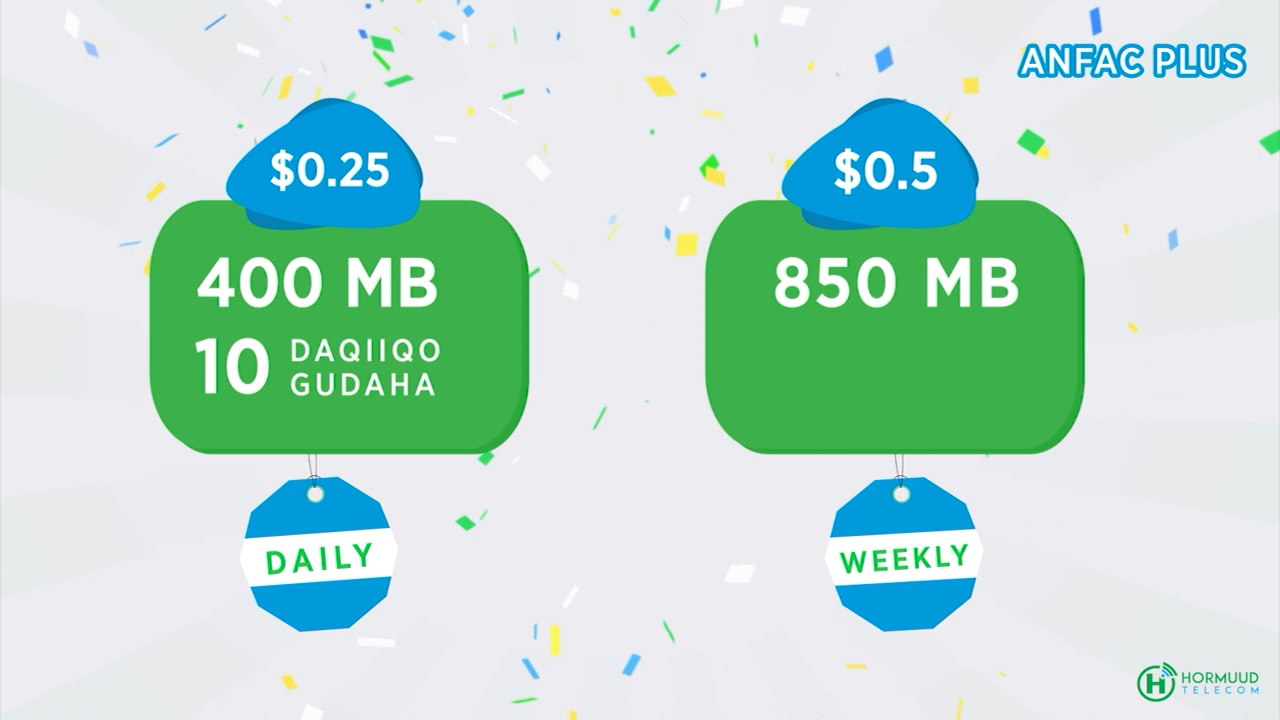 ANFAC PLUS
$0.25
400 MB
10 DAQIIQO
GUDAHA
DAILY
$0.5
850 MB
WEEKLY
HORMUUD
TELECOM